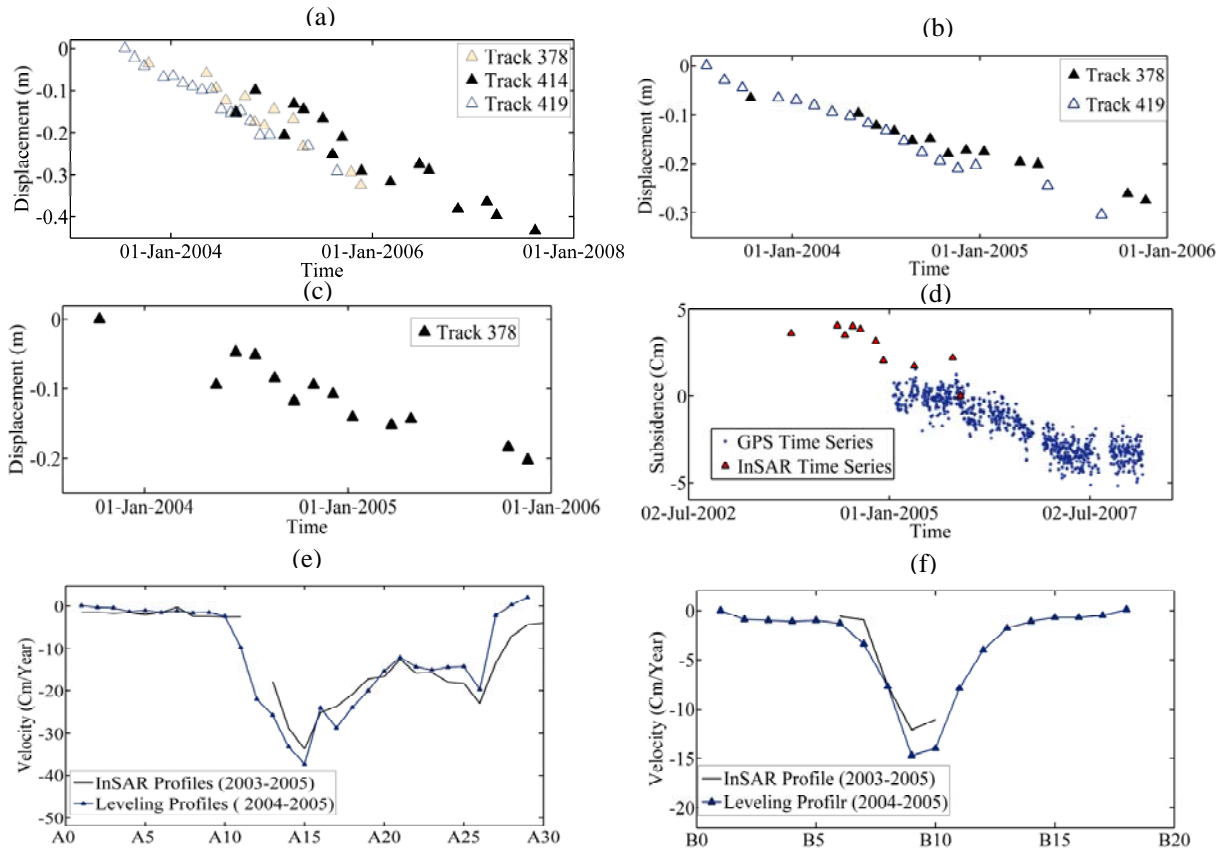 (a)
0
-0.1
-0.2
-0.3
-0.4
Displacement (m)
Track 378
Track 414
Track 419
01-Jan-2004
01-Jan-2006
01-Jan-2008
Time
(b)
0
-0.1
-0.2
-0.3
Displacement (m)
Track 378
Track 419
01-Jan-2004
01-Jan-2005
01-Jan-2006
Time
(c)
0
-0.1
-0.2
Displacement (m)
Track 378
01-Jan-2004
01-Jan-2005
01-Jan-2006
Time
(d)
5
0
-5
Subsidence (Cm)
GPS Time Series
InSAR Time Series
02-Jul-2002
01-Jan-2005
02-Jul-2007
Time
(e)
0
-10
-20
-30
-40
-50
Velocity (Cm/Year)
InSAR Profiles (2003-2005)
Leveling Profiles ( 2004-2005)
A0
A5
A10
A15
A20
A25
A30
(f)
0
-5
-10
-15
-20
Velocity (Cm/Year)
InSAR Profile (2003-2005)
Leveling Profilr (2004-2005)
B0
B5
B10
B15
B20